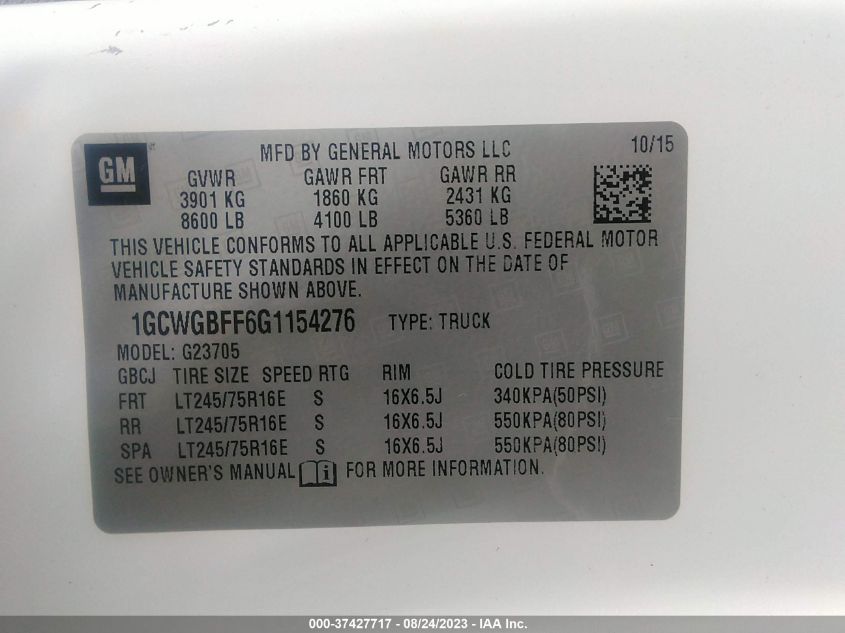 GM MFD BY GENERAL MOTORS LLC 10/15
GVWR GAWR FRT GAWR RR
3901 KG 1860 KG 2431 KG
8600 LB 4100 LB 5360 LB
THIS VEHICLE CONFORMS TO ALL APPLICABLE U.S. FEDERAL MOTOR
VEHICLE SAFETY STANDARDS IN EFFECT ON THE DATE OF
MANUFACTURE SHOWN ABOVE.
1GCWGBFF6G1154276 TYPE: TRUCK
MODEL: G23705
GBCJ TIRE SIZE SPEED RTG RIM COLD TIRE PRESSURE
FRT LT245/75R16E S 16X6.5J 340KPA(50PSI)
RR LT245/75R16E S 16X6.5J 550KPA(80PSI)
SPA LT245/75R16E S 16X6.5J 550KPA(80PSI)
SEE OWNER'S MANUAL i FOR MORE INFORMATION.
000-37427717 - 08/24/2023 - IAA Inc.